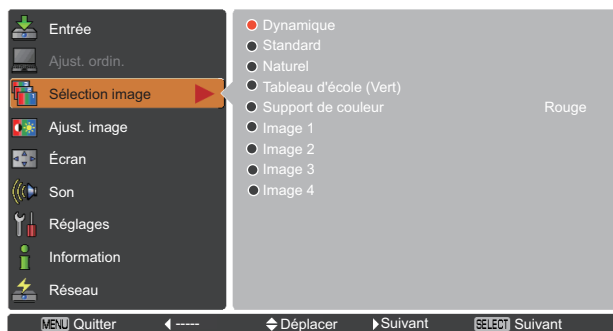 Entrée
Ajust. ordin.
Sélection image
Ajust. image
Écran
Son
Réglages
Information
Réseau
Dynamique
Standard
Naturel
Tableau d'école (Vert)
Support de couleur Rouge
Image 1
Image 2
Image 3
Image 4
MENU Quitter ----- Déplacer Suivant SELECT Suivant